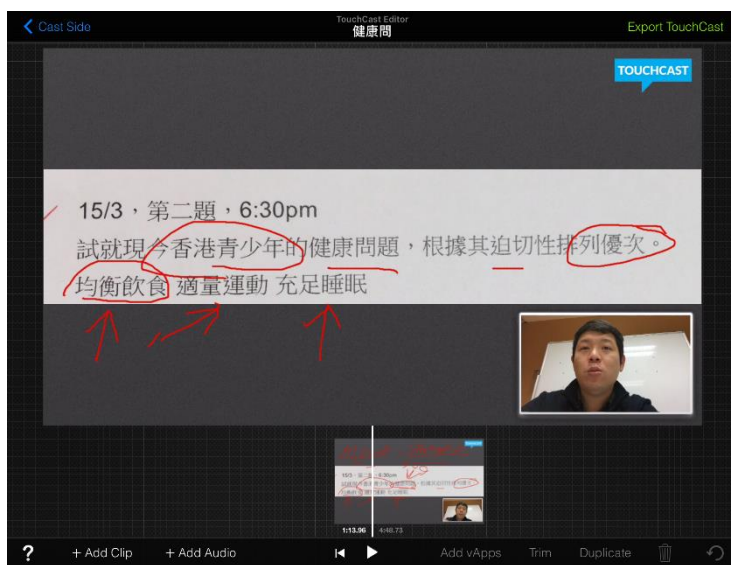 Cast Side
TouchCast Editor
健康問
Export TouchCast
TOUCHCAST
15/3,第二題,6:30pm
試就現今香港青少年的健康問題,根據其迫切性排列優次。
均衡飲食 適量運動 充足睡眠
1:13.96 4:48.73
? + Add Clip + Add Audio Add vApps Trim Duplicate